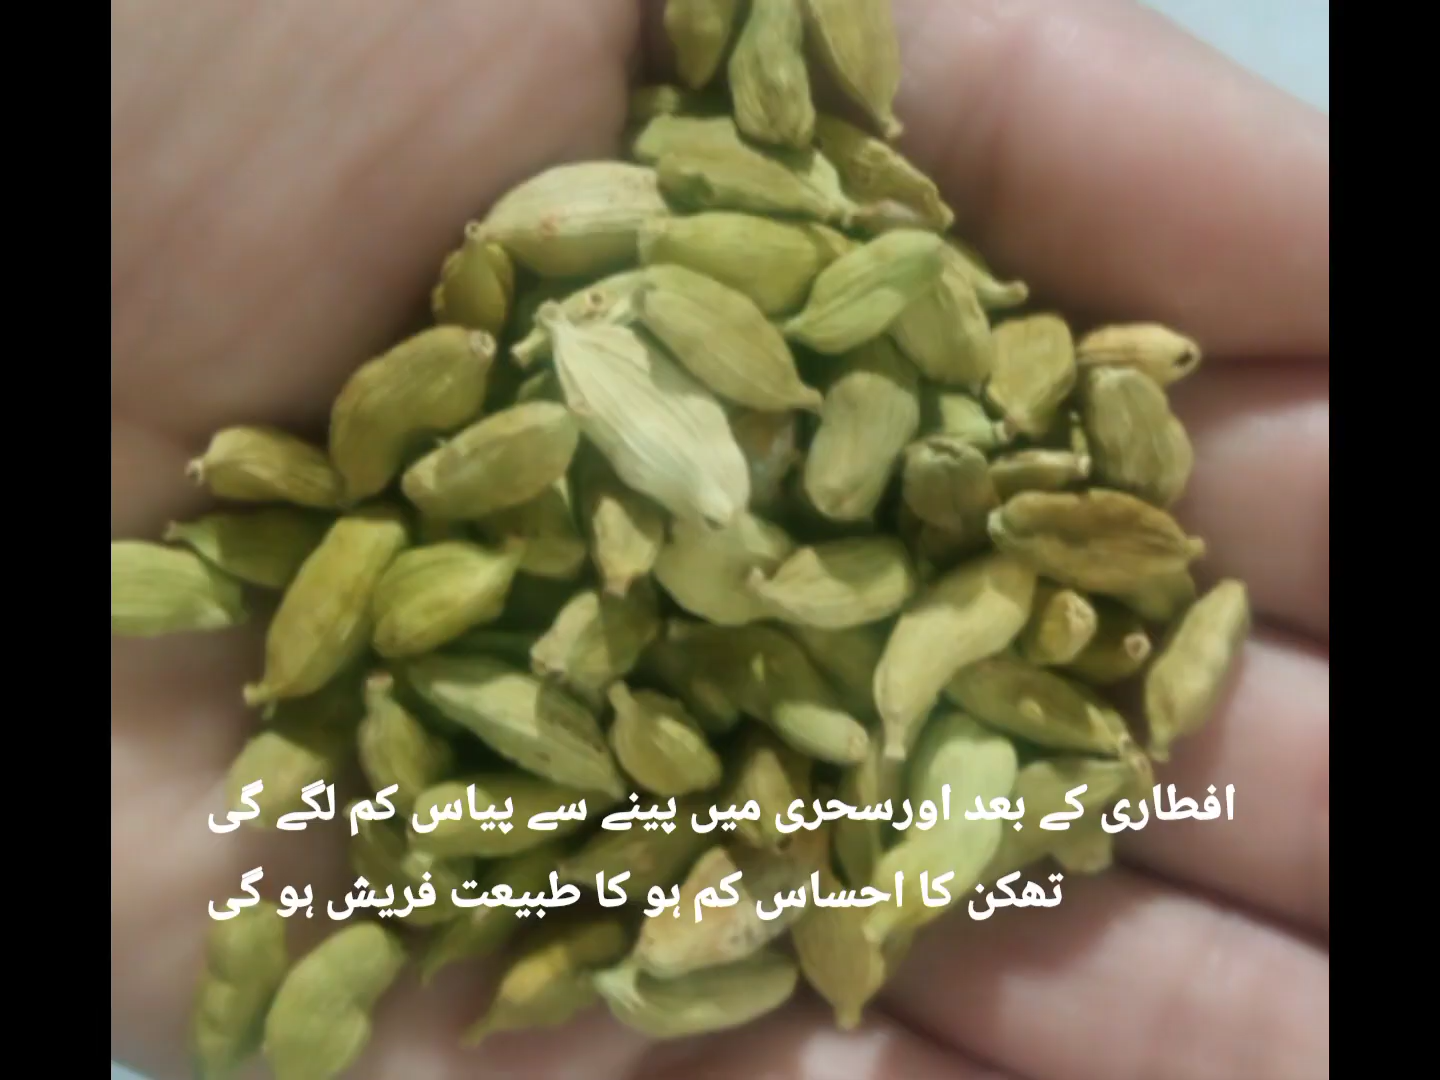 افطاری کے بعد اورسحری میں پینے سے پیاس کم لگے گی
تھکن کا احساس کم ہو کا طبیعت فریش ہو گی